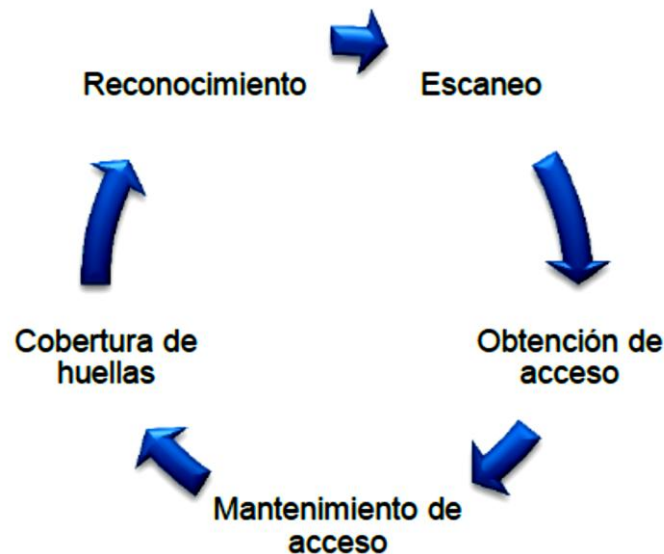 Reconocimiento
Escaneo
Obtención de
acceso
Mantenimiento de
acceso
Cobertura de
huellas